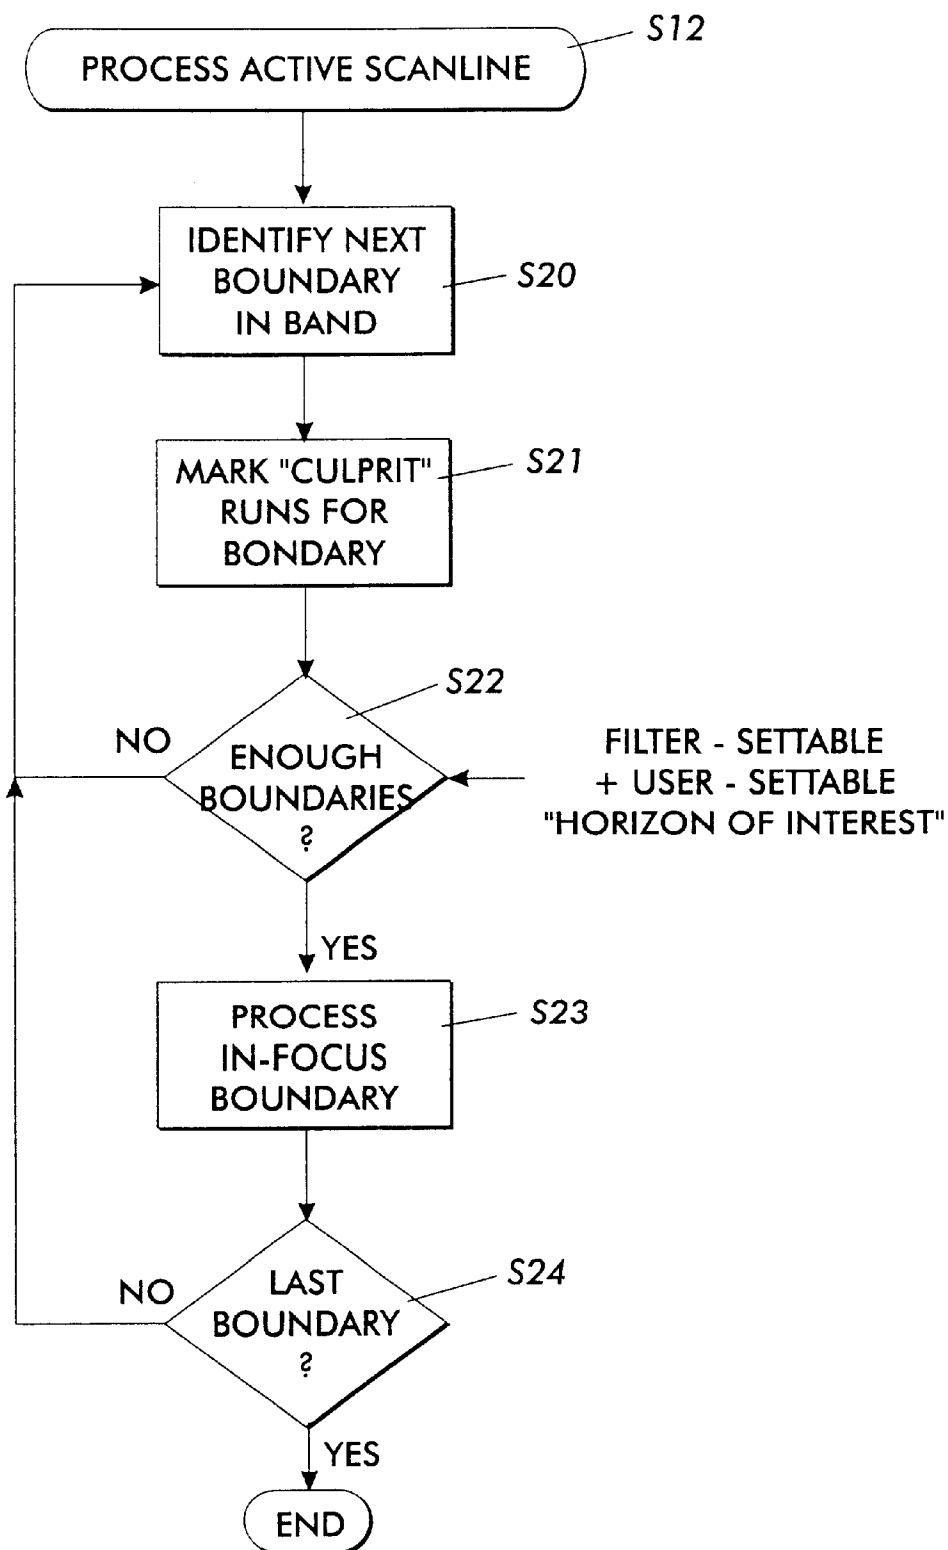 S12
PROCESS ACTIVE SCANLINE
IDENTIFY NEXT
BOUNDARY
IN BAND
S20
MARK "CULPRIT"
RUNS FOR
BONDARY
S21
S22
NO
ENOUGH
BOUNDARIES
?
FILTER - SETTABLE
+ USER - SETTABLE
"HORIZON OF INTEREST"
YES
PROCESS
IN-FOCUS
BOUNDARY
S23
NO
LAST
BOUNDARY
?
S24
YES
END